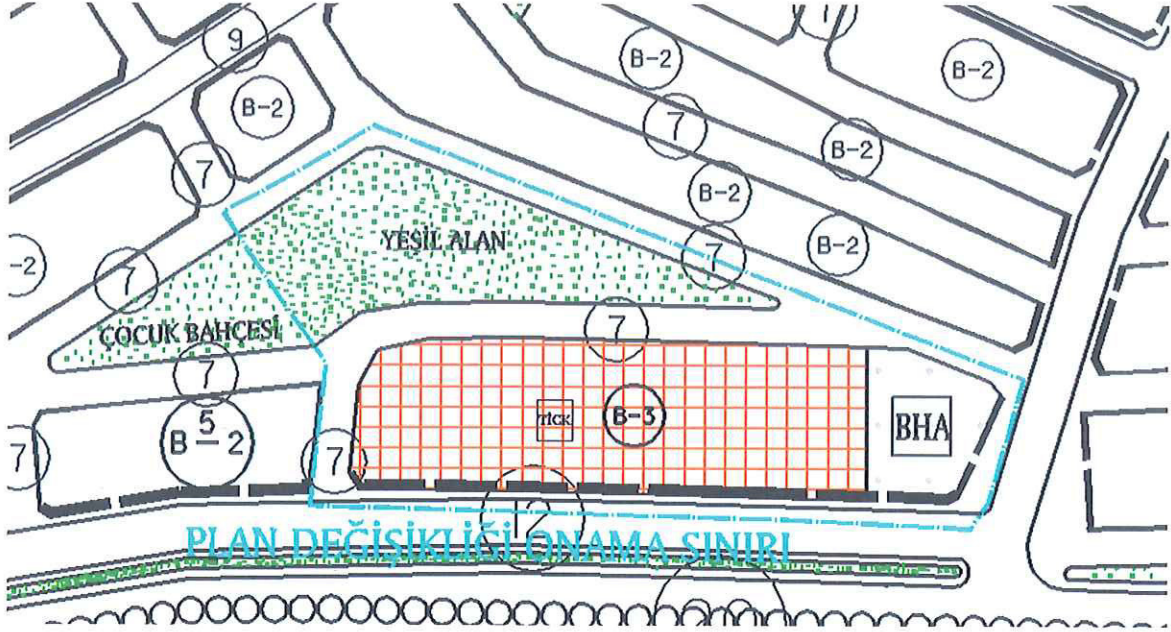 9
B-2
B-2
B-2
7
7
B-2
B-2
7
B-2
YEŞİL ALAN
7
-2
7
ÇOCUK BAHÇESİ
7
7
5
B-2
7
7
TİCK
B-3
BHA
12
PLAN DEĞİŞİKLİĞİ ONAMA SINIRI